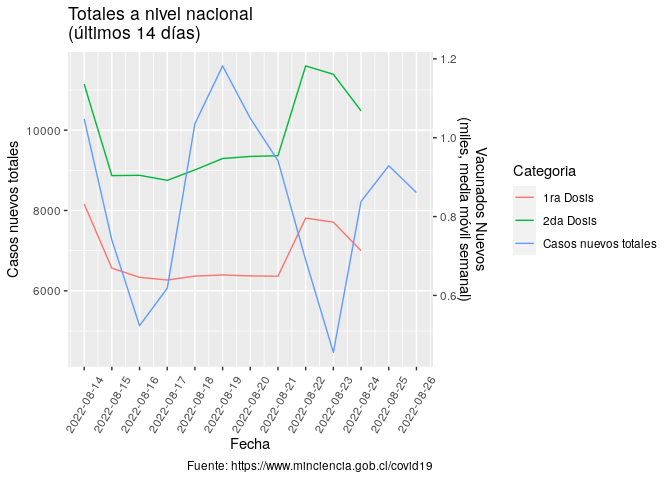 Totales a nivel nacional
(últimos 14 días)
Casos nuevos totales
10000
8000
6000
1.2
1.0
0.8
0.6
Vacunados Nuevos
(miles, media móvil semanal)
2022-08-14
2022-08-15
2022-08-16
2022-08-17
2022-08-18
2022-08-19
2022-08-20
2022-08-21
2022-08-22
2022-08-23
2022-08-24
2022-08-25
2022-08-26
Fecha
Categoria
1ra Dosis
2da Dosis
Casos nuevos totales
Fuente: https://www.minciencia.gob.cl/covid19